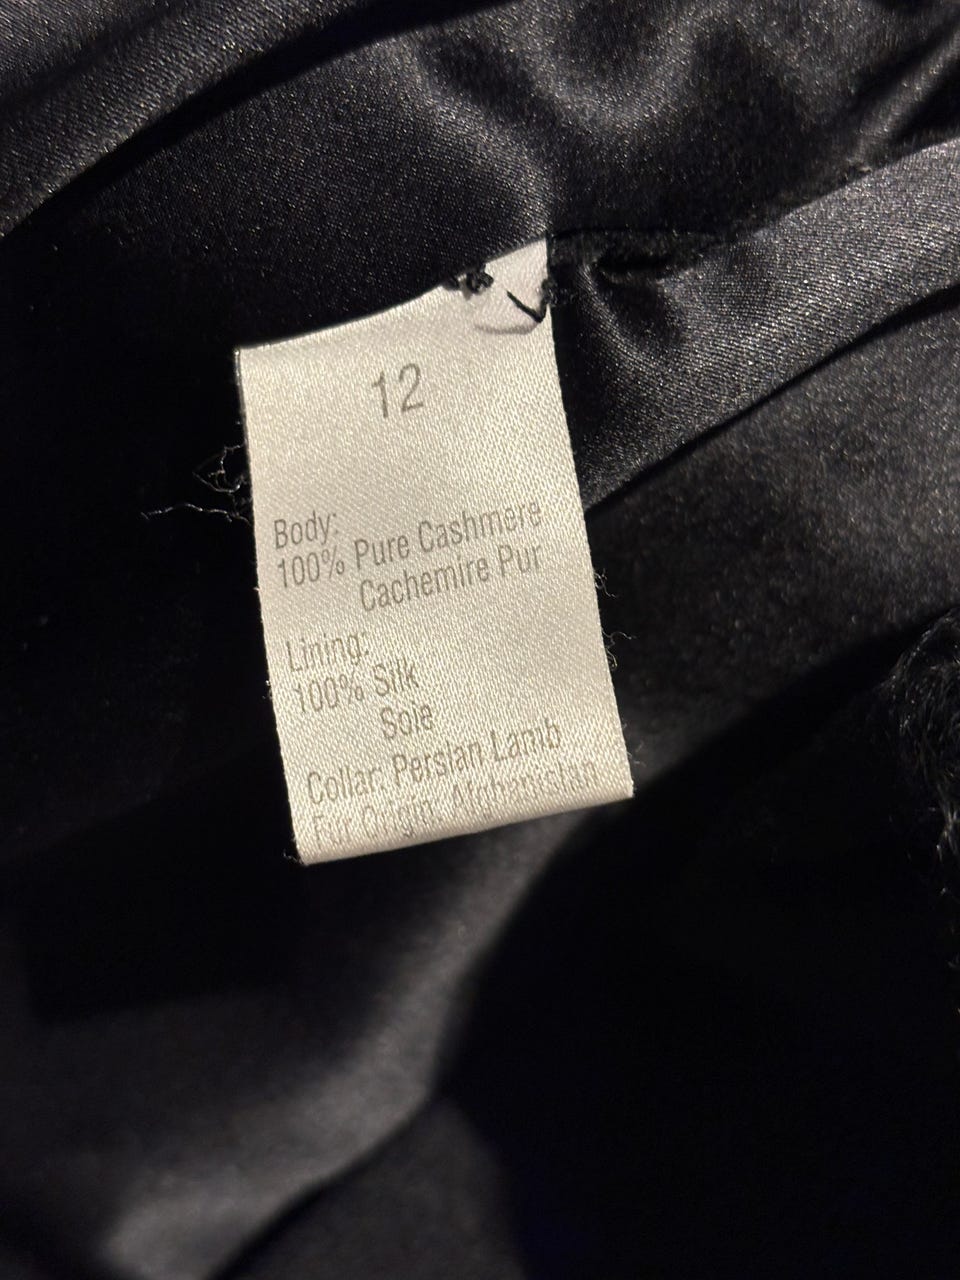 12
Body:
100% Pure Cashmere
Cachemire Pur
Lining:
100% Silk
Soie
Collar: Persian Lamb
Fur Origin: Afghanistan